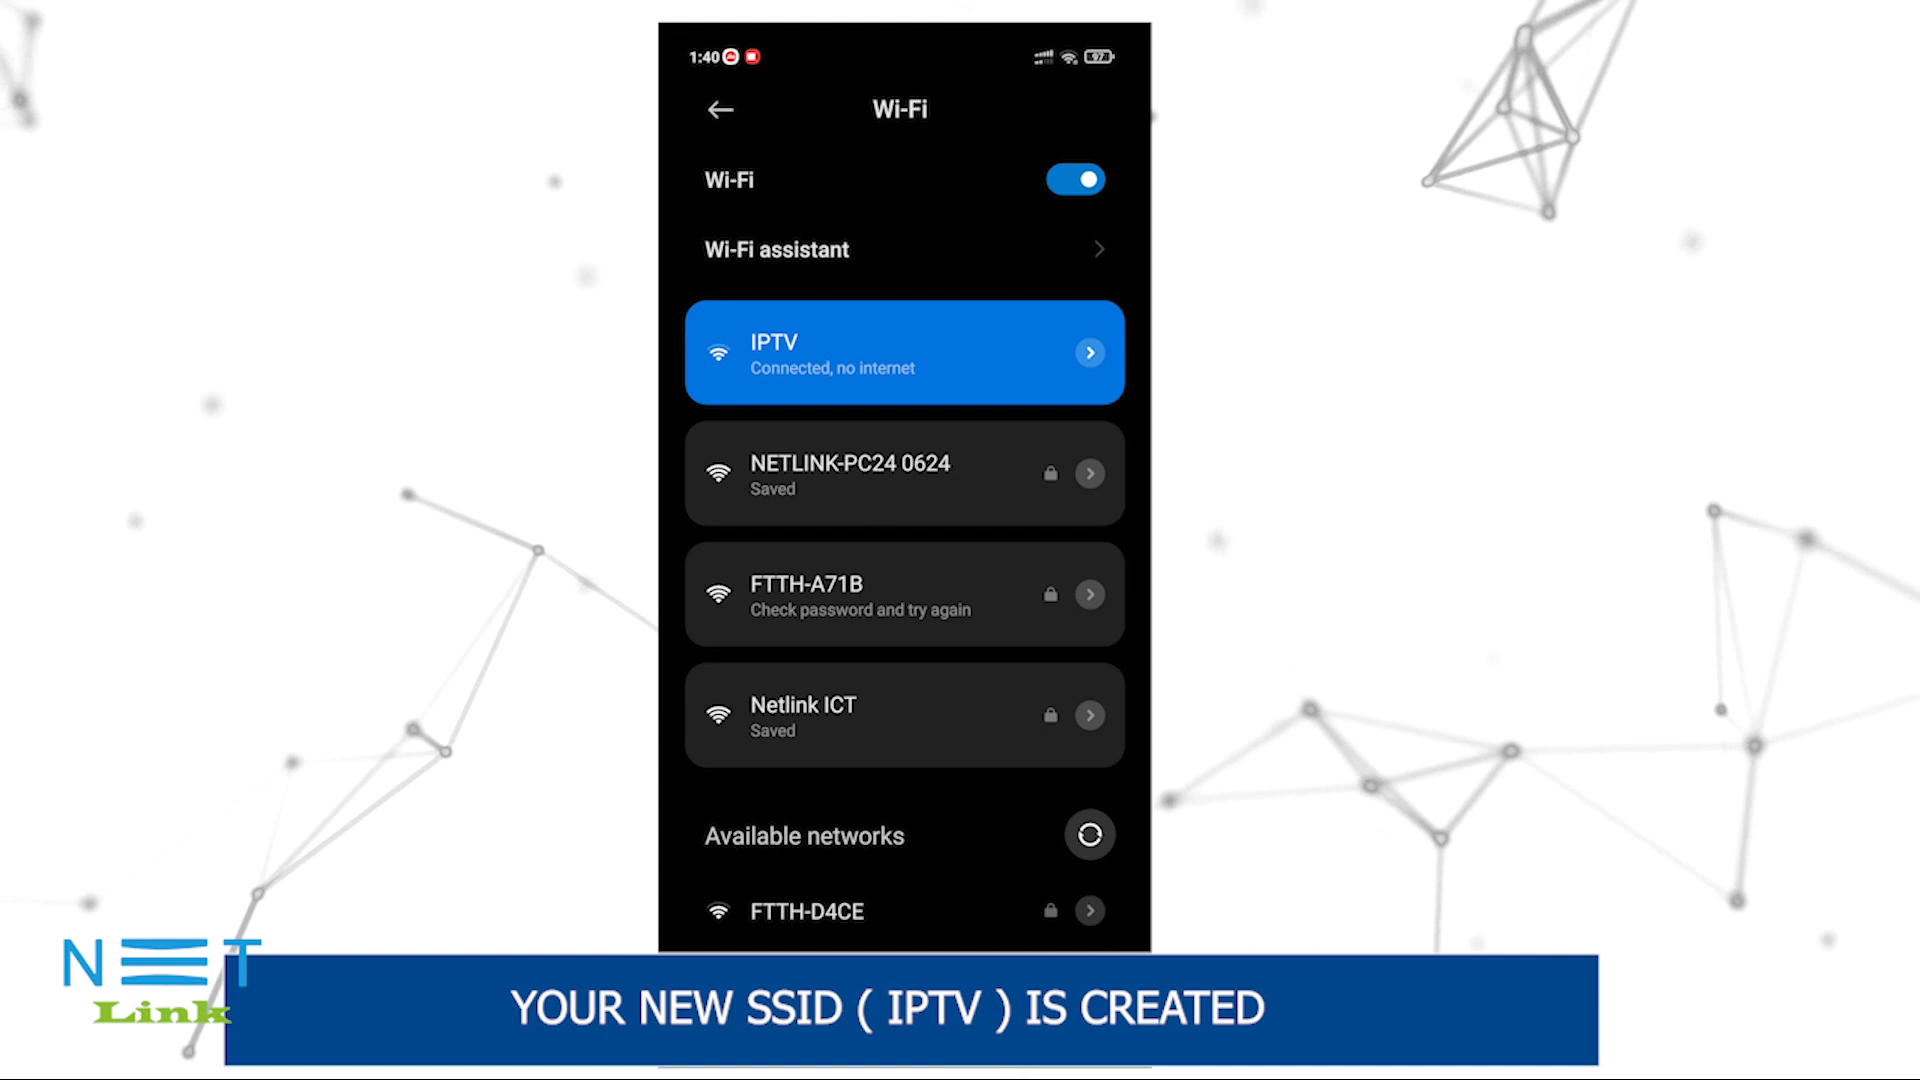 1:40
97
Wi-Fi
Wi-Fi
Wi-Fi assistant
IPTV
Connected, no internet
NETLINK-PC24 0624
Saved
FTTH-A71B
Check password and try again
Netlink ICT
Saved
Available networks
FTTH-D4CE
NET
Link
YOUR NEW SSID ( IPTV ) IS CREATED